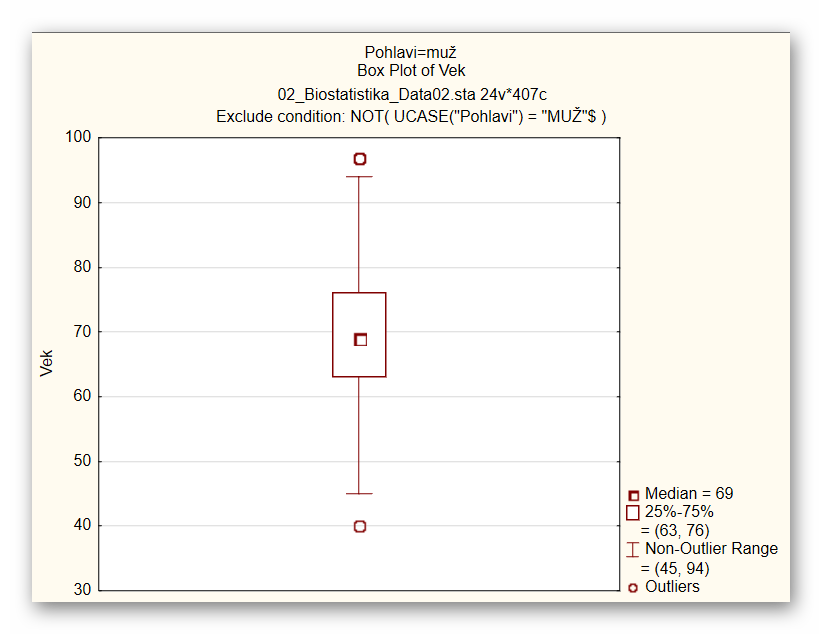 Pohlavi=muž
Box Plot of Vek
02_Biostatistika_Data02.sta 24v*407c
Exclude condition: NOT( UCASE("Pohlavi") = "MUŽ"$ )
100
90
80
70
60
50
40
30
Vek
Median = 69
25%-75%
= (63, 76)
Non-Outlier Range
= (45, 94)
Outliers